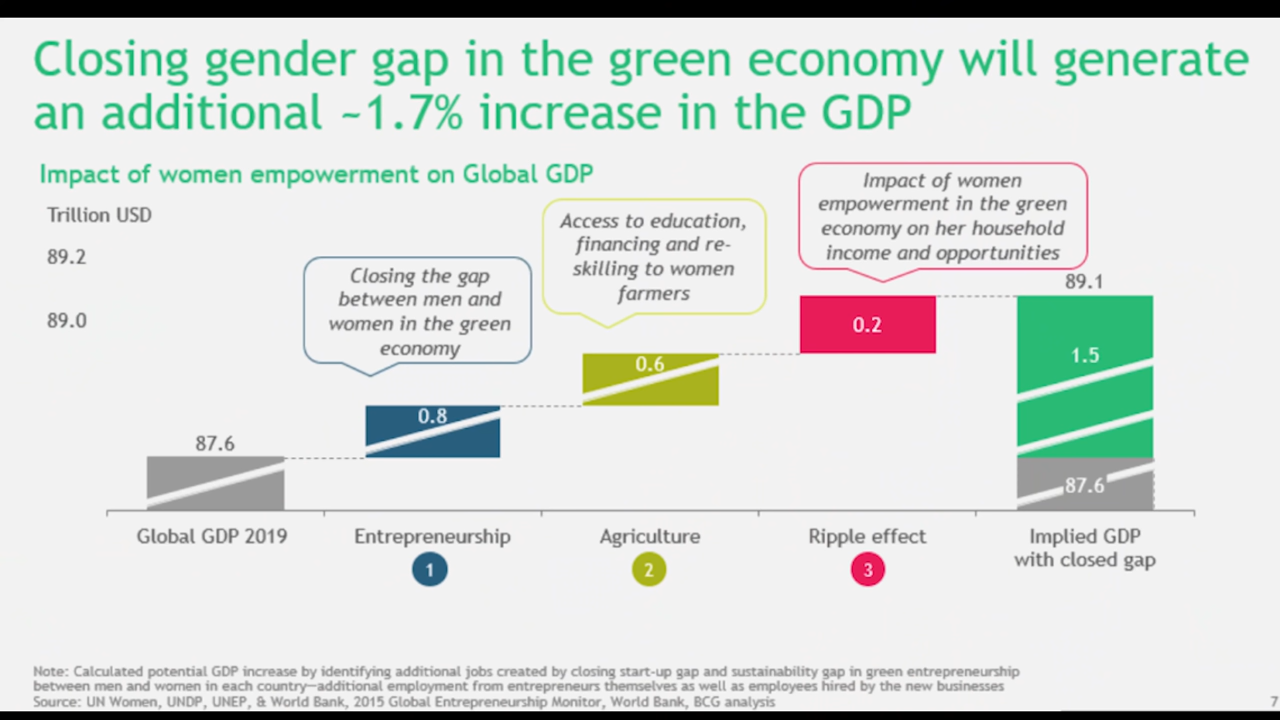 Closing gender gap in the green economy will generate
an additional ~1.7% increase in the GDP
Impact of women empowerment on Global GDP
Trillion USD
89.2
89.0
Closing the gap
between men and
women in the green
economy
Access to education,
financing and re-
skilling to women
farmers
Impact of women
empowerment in the green
economy on her household
income and opportunities
87.6
0.8
0.6
0.2
89.1
1.5
87.6
Global GDP 2019
Entrepreneurship
Agriculture
Ripple effect
Implied GDP
with closed gap
1
2
3
Note: Calculated potential GDP increase by identifying additional jobs created by closing start-up gap and sustainability gap in green entrepreneurship
between men and women in each country—additional employment from entrepreneurs themselves as well as employees hired by the new businesses
Source: UN Women, UNDP, UNEP, & World Bank, 2015 Global Entrepreneurship Monitor, World Bank, BCG analysis
7